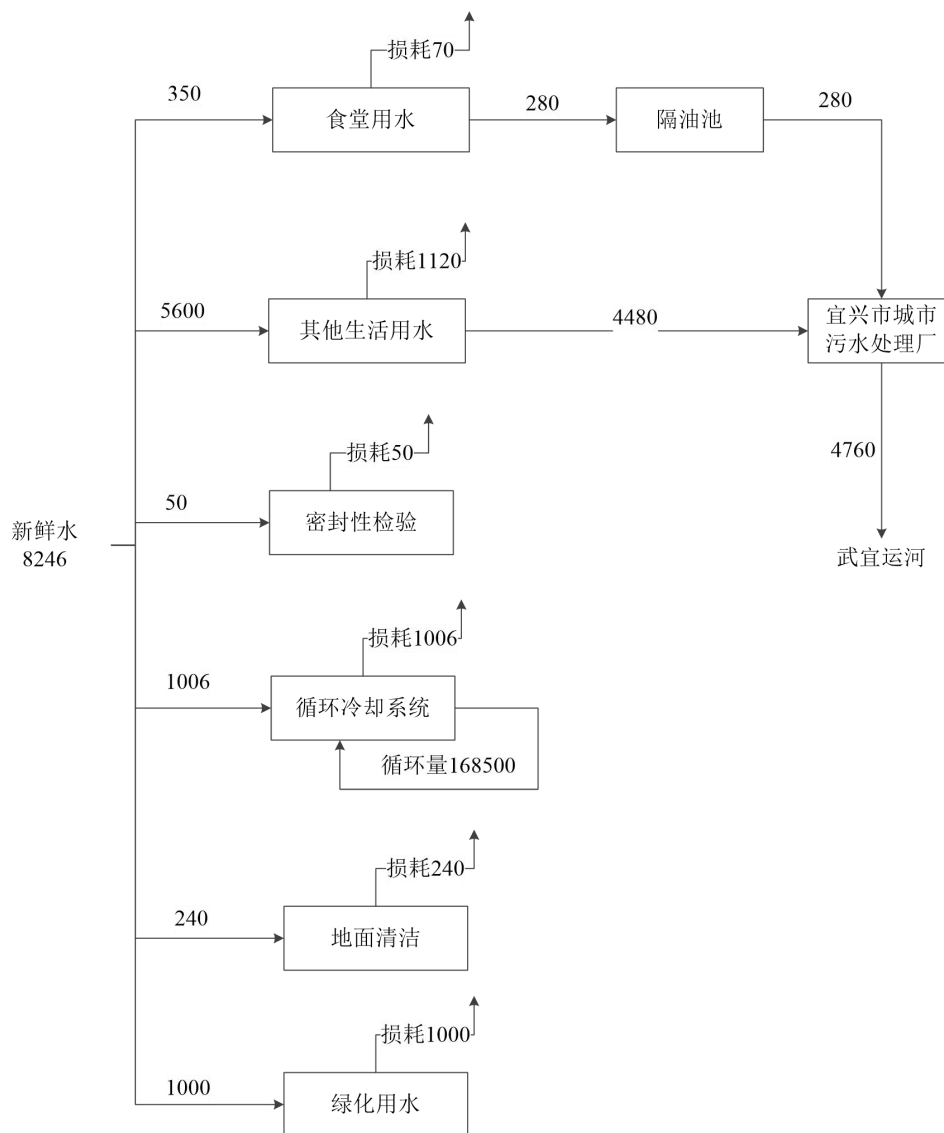 损耗70
350
食堂用水
280
隔油池
280
损耗1120
5600
其他生活用水
4480
宜兴市城市
污水处理厂
损耗50
4760
50
密封性检验
新鲜水
8246
武宜运河
损耗1006
1006
循环冷却系统
循环量168500
损耗240
240
地面清洁
损耗1000
1000
绿化用水